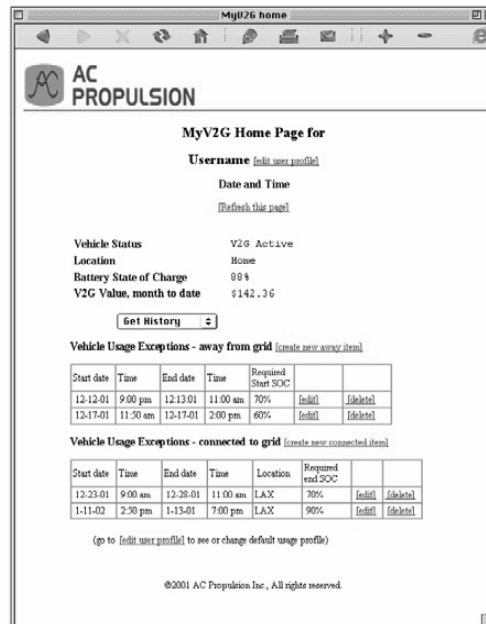 MyV2G home
AC
PROPULSION
MyV2G Home Page for
Username [edit user profile]
Date and Time
[Refresh this page]
Vehicle Status V2G Active
Location Home
Battery State of Charge 88%
V2G Value, month to date $142.36
Get History
Vehicle Usage Exceptions - away from grid [create new away item]
Start date Time End date Time Required Start SOC
12-12-01 9:00 pm 12:13:01 11:00 am 70% [edit] [delete]
12-17-01 11:50 am 12-17-01 2:00 pm 60% [edit] [delete]
Vehicle Usage Exceptions - connected to grid [create new connected item]
Start date Time End date Time Location Required end SOC
12-23-01 9:00 am 12-28-01 11:00 am LAX 70% [edit] [delete]
1-11-02 2:50 pm 1-13-01 7:00 pm LAX 90% [edit] [delete]
(go to [edit user profile] to see or change default usage profile)
©2001 AC Propulsion Inc., All rights reserved.